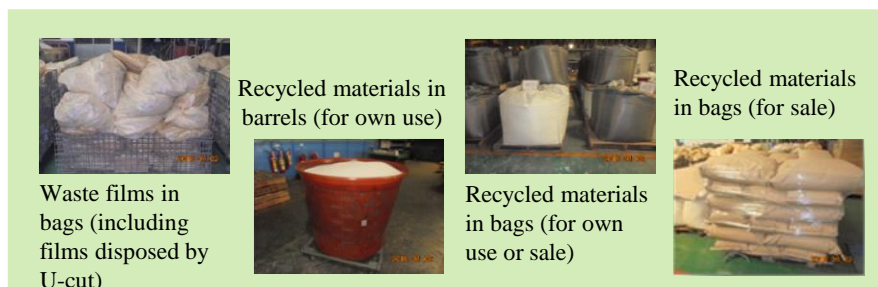 Waste films in
bags (including
films disposed by
U-cut)
Recycled materials in
barrels (for own use)
Recycled materials
in bags (for own
use or sale)
Recycled materials
in bags (for sale)